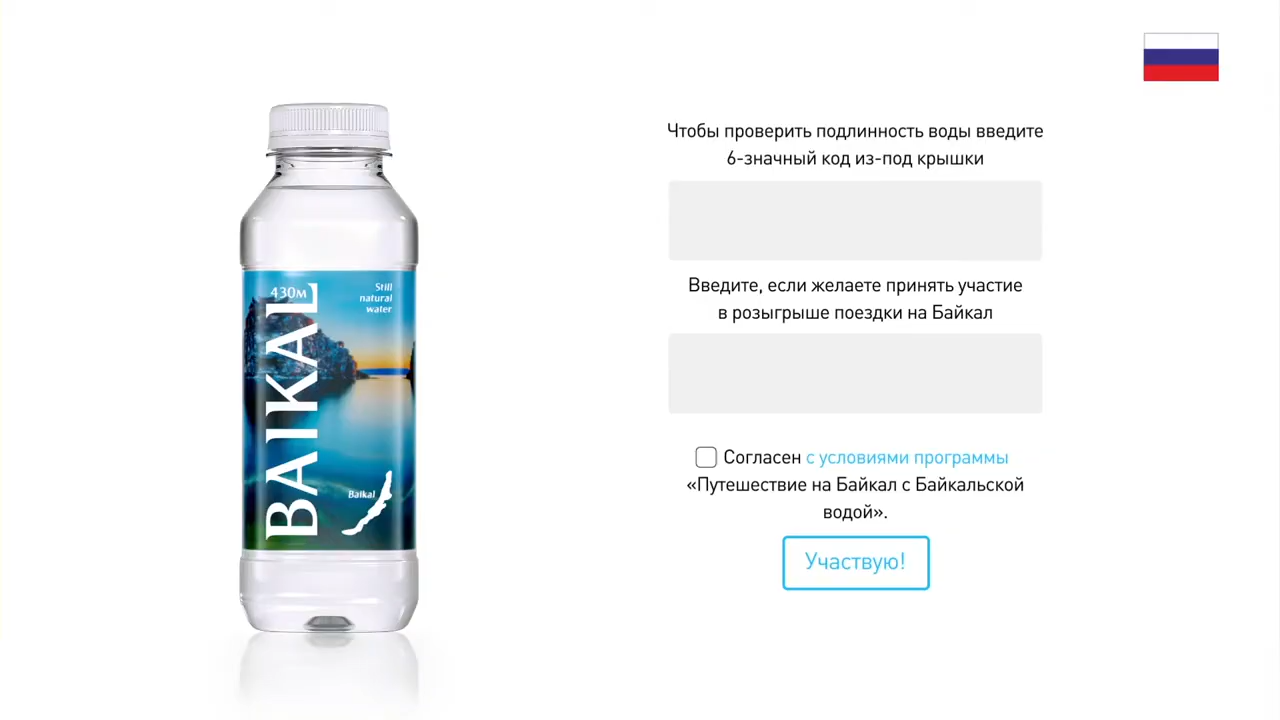 430м
Still
natural
water
BAIKAL
Baikal
Чтобы проверить подлинность воды введите
6-значный код из-под крышки
Введите, если желаете принять участие
в розыгрыше поездки на Байкал
Согласен с условиями программы
«Путешествие на Байкал с Байкальской
водой».
Участвую!